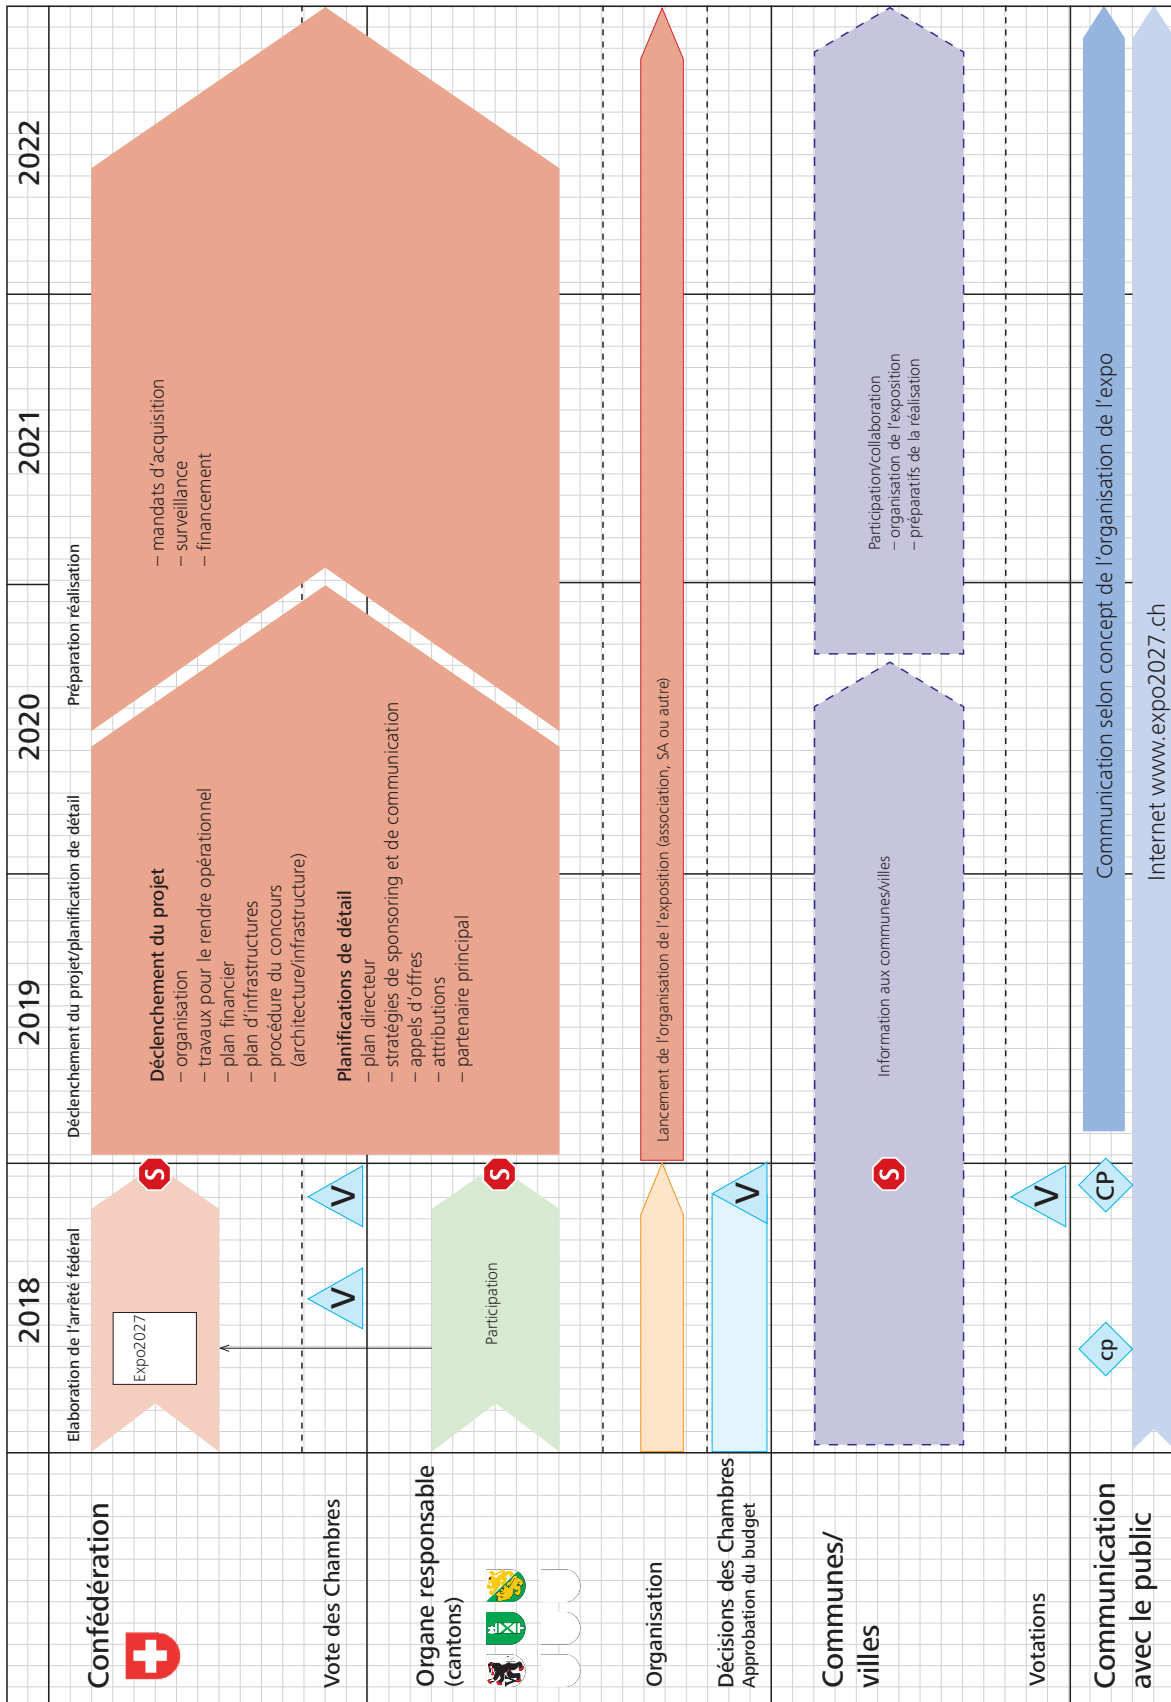 2018
2019
2020
2021
2022
Elaboration de l'arrêté fédéral
Déclenchement du projet/planification de détail
Préparation réalisation
Confédération
Expo2027
S
Déclenchement du projet
– organisation
– travaux pour le rendre opérationnel
– plan financier
– plan d'infrastructures
– procédure du concours
(architecture/infrastructure)
Planifications de détail
– plan directeur
– stratégies de sponsoring et de communication
– appels d'offres
– attributions
– partenaire principal
– mandats d'acquisition
– surveillance
– financement
Vote des Chambres
V
V
Organe responsable
(cantons)
Participation
S
Organisation
Lancement de l'organisation de l'exposition (association, SA ou autre)
Décisions des Chambres
Approbation du budget
V
Communes/
villes
S
Information aux communes/villes
Participation/collaboration
– organisation de l'exposition
– préparatifs de la réalisation
Votations
V
Communication
avec le public
cp
CP
Communication selon concept de l'organisation de l'expo
Internet www.expo2027.ch